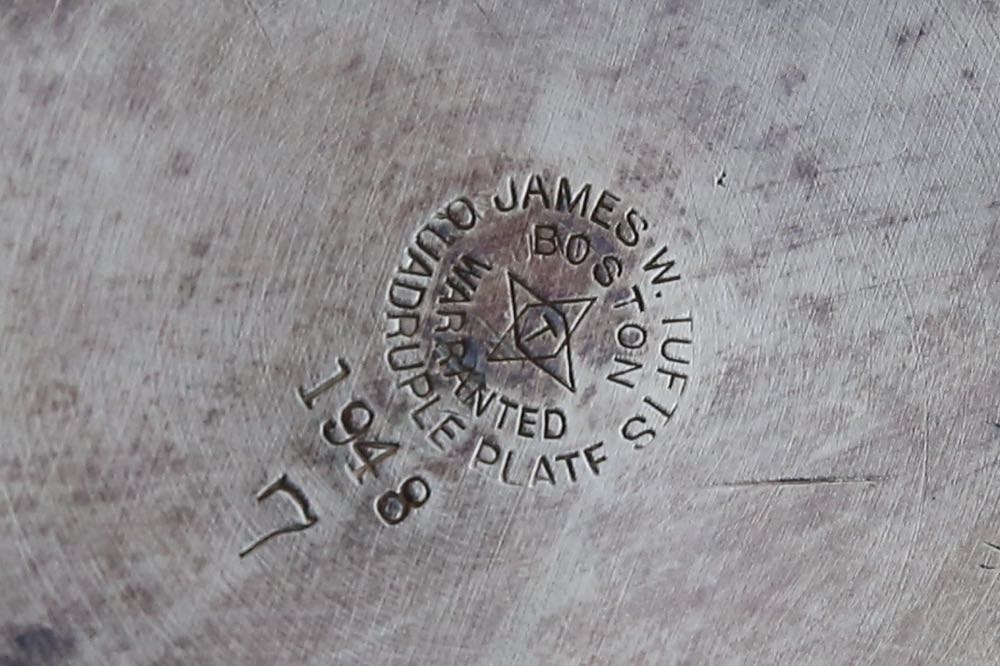 JAMES W. TUFTS
BOSTON
WARRANTED
QUADRUPLE PLATE
T
1948
7